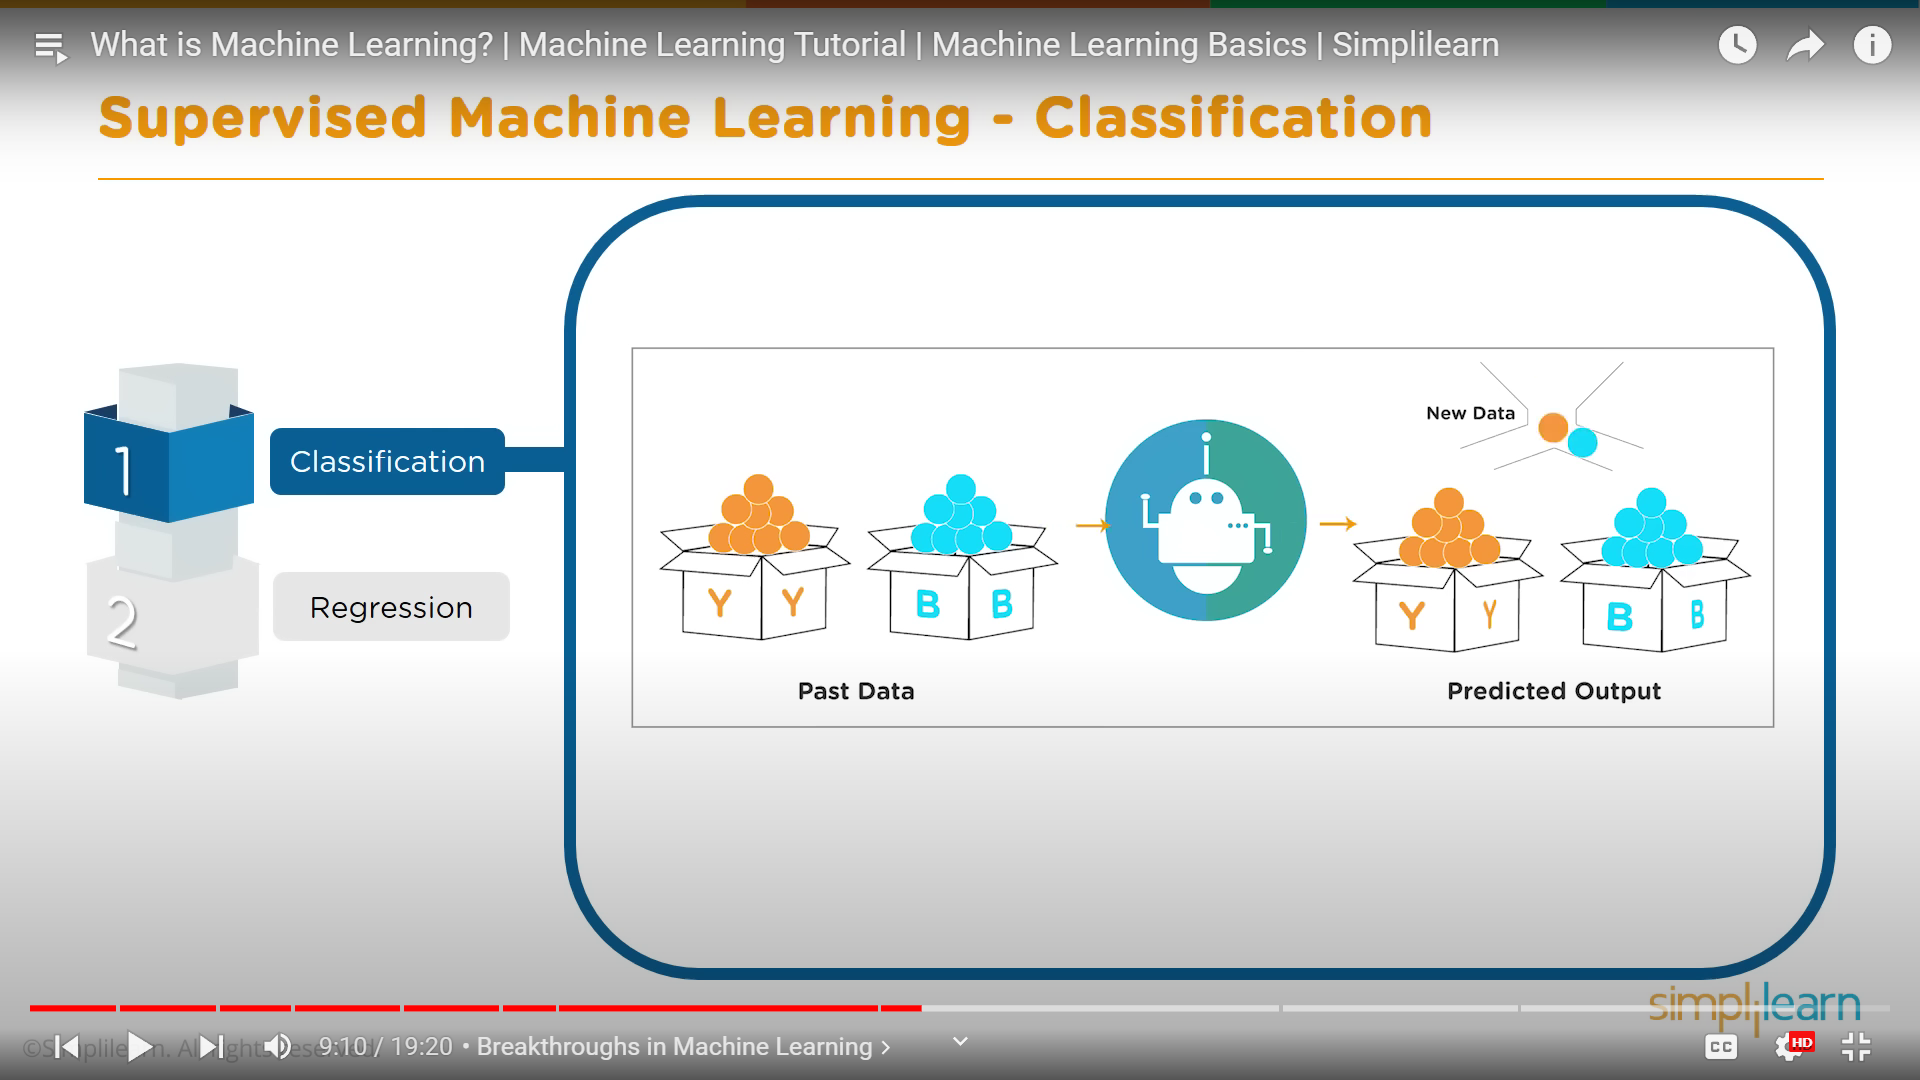 What is Machine Learning? | Machine Learning Tutorial | Machine Learning Basics | Simplilearn
Supervised Machine Learning - Classification
1
Classification
2
Regression
New Data
Y Y
B B
Y Y
B B
Past Data
Predicted Output
simplilearn
©Simplilearn. All rights reserved.
9:10 / 19:20 • Breakthroughs in Machine Learning >
CC
HD